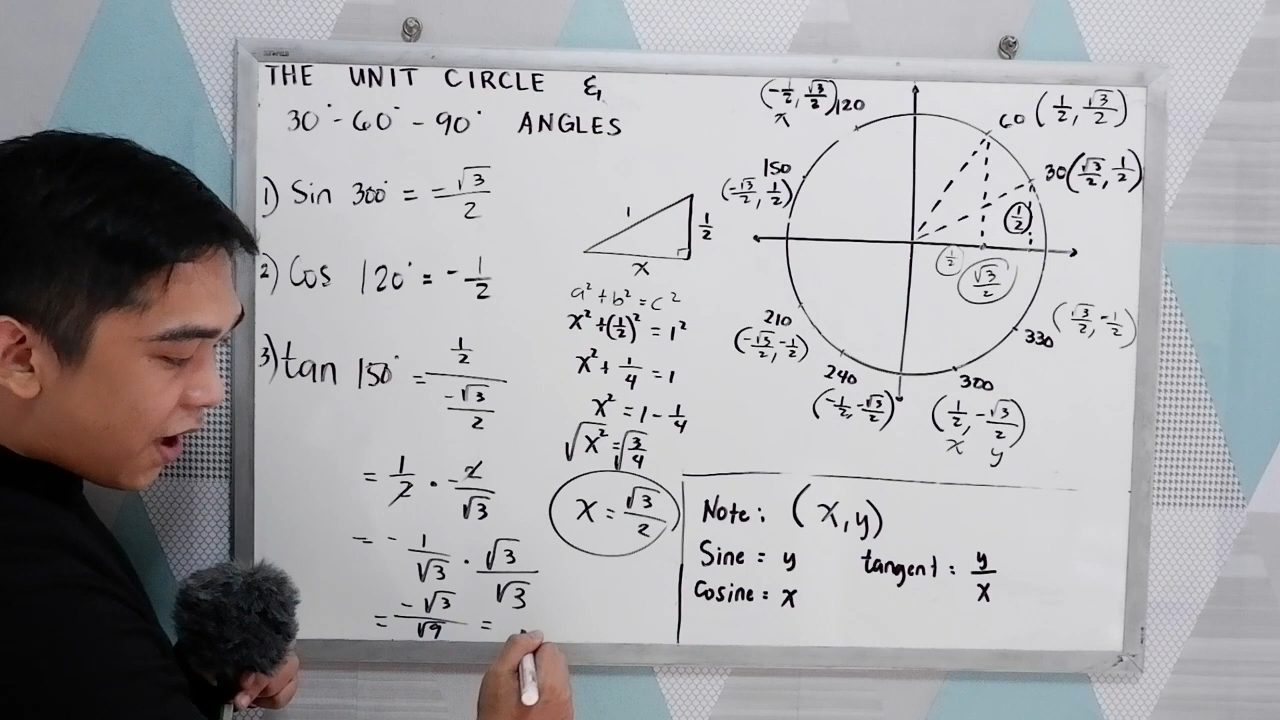 THE UNIT CIRCLE &
30° - 60° - 90° ANGLES
1) Sin 300° = -√3/2
2) Cos 120° = -1/2
3) tan 150° = (1/2)/(-√3/2)
= 1/2 · -2/√3
= -1/√3 · √3/√3
= -√3/√9 =
1
1/2
x
a² + b² = c²
x² + (1/2)² = 1²
x² + 1/4 = 1
x² = 1 - 1/4
√x² = √3/4
x = √3/2
(-1/2, √3/2) 120
x
60 (1/2, √3/2)
150
(-√3/2, 1/2)
30 (√3/2, 1/2)
1/2
1/2
√3/2
210
(-√3/2, -1/2)
330
(√3/2, -1/2)
240
(-1/2, -√3/2)
300
(1/2, -√3/2)
x y
Note: (x, y)
Sine = y tangent: y/x
Cosine = x